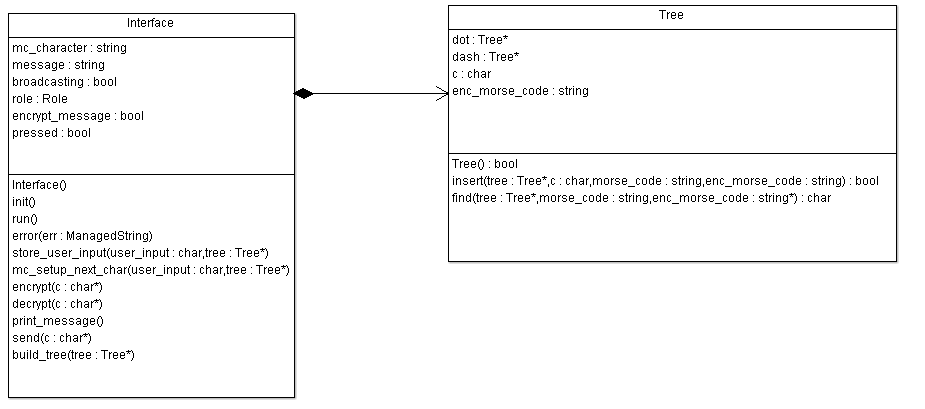 Interface
mc_character : string
message : string
broadcasting : bool
role : Role
encrypt_message : bool
pressed : bool
Interface()
init()
run()
error(err : ManagedString)
store_user_input(user_input : char,tree : Tree*)
mc_setup_next_char(user_input : char,tree : Tree*)
encrypt(c : char*)
decrypt(c : char*)
print_message()
send(c : char*)
build_tree(tree : Tree*)
Tree
dot : Tree*
dash : Tree*
c : char
enc_morse_code : string
Tree() : bool
insert(tree : Tree*,c : char,morse_code : string,enc_morse_code : string) : bool
find(tree : Tree*,morse_code : string,enc_morse_code : string*) : char